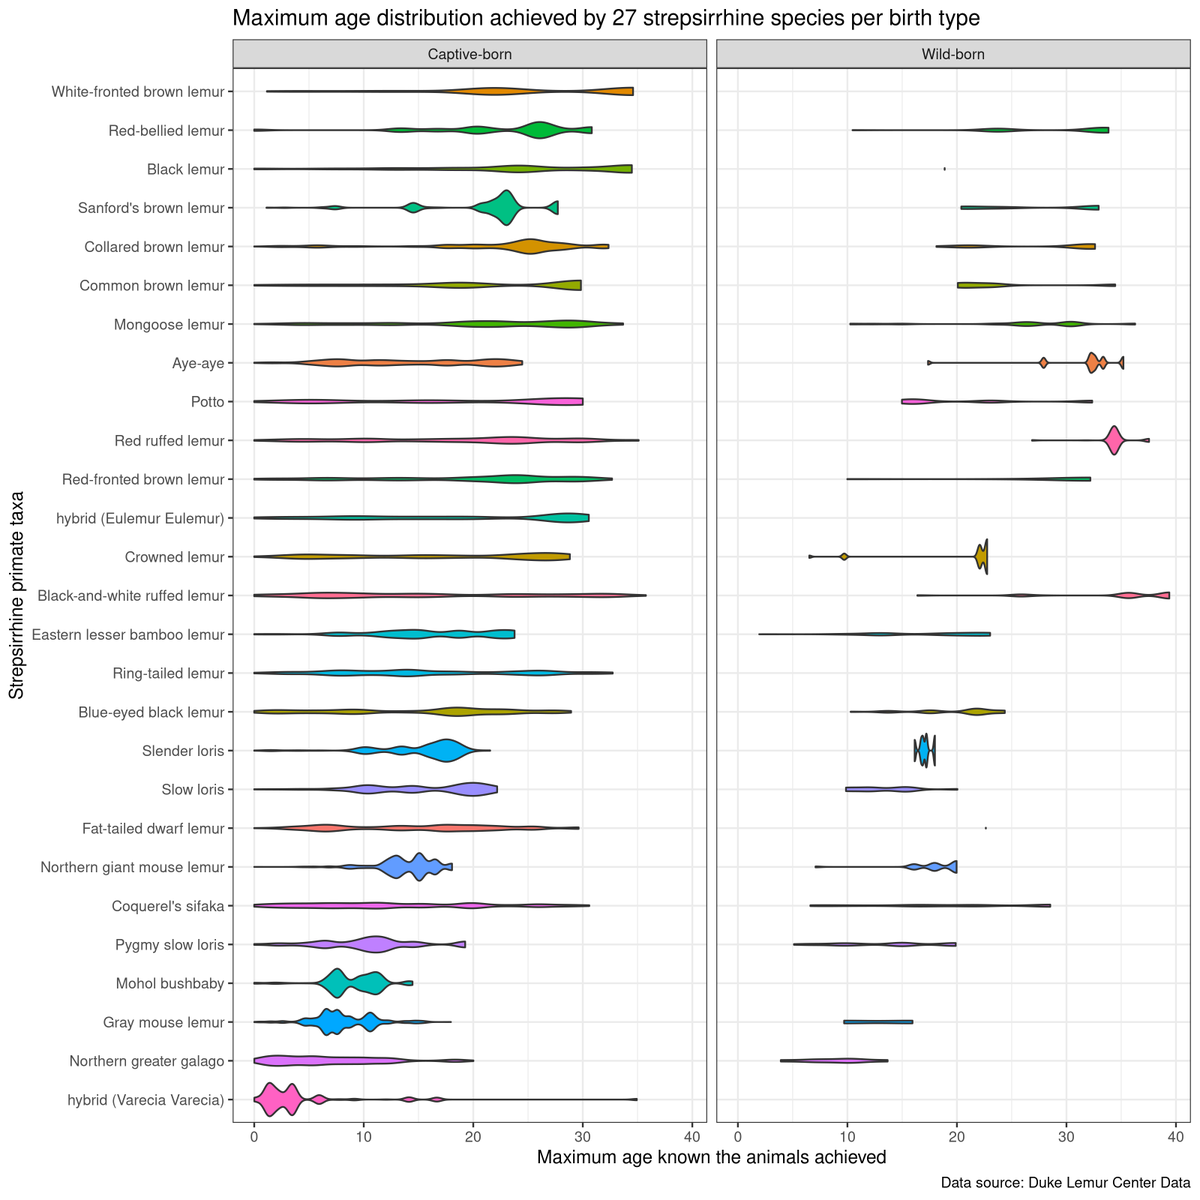 Maximum age distribution achieved by 27 strepsirrhine species per birth type
Captive-born
Wild-born
Strepsirrhine primate taxa
White-fronted brown lemur
Red-bellied lemur
Black lemur
Sanford's brown lemur
Collared brown lemur
Common brown lemur
Mongoose lemur
Aye-aye
Potto
Red ruffed lemur
Red-fronted brown lemur
hybrid (Eulemur Eulemur)
Crowned lemur
Black-and-white ruffed lemur
Eastern lesser bamboo lemur
Ring-tailed lemur
Blue-eyed black lemur
Slender loris
Slow loris
Fat-tailed dwarf lemur
Northern giant mouse lemur
Coquerel's sifaka
Pygmy slow loris
Mohol bushbaby
Gray mouse lemur
Northern greater galago
hybrid (Varecia Varecia)
0 10 20 30 40
0 10 20 30 40
Maximum age known the animals achieved
Data source: Duke Lemur Center Data